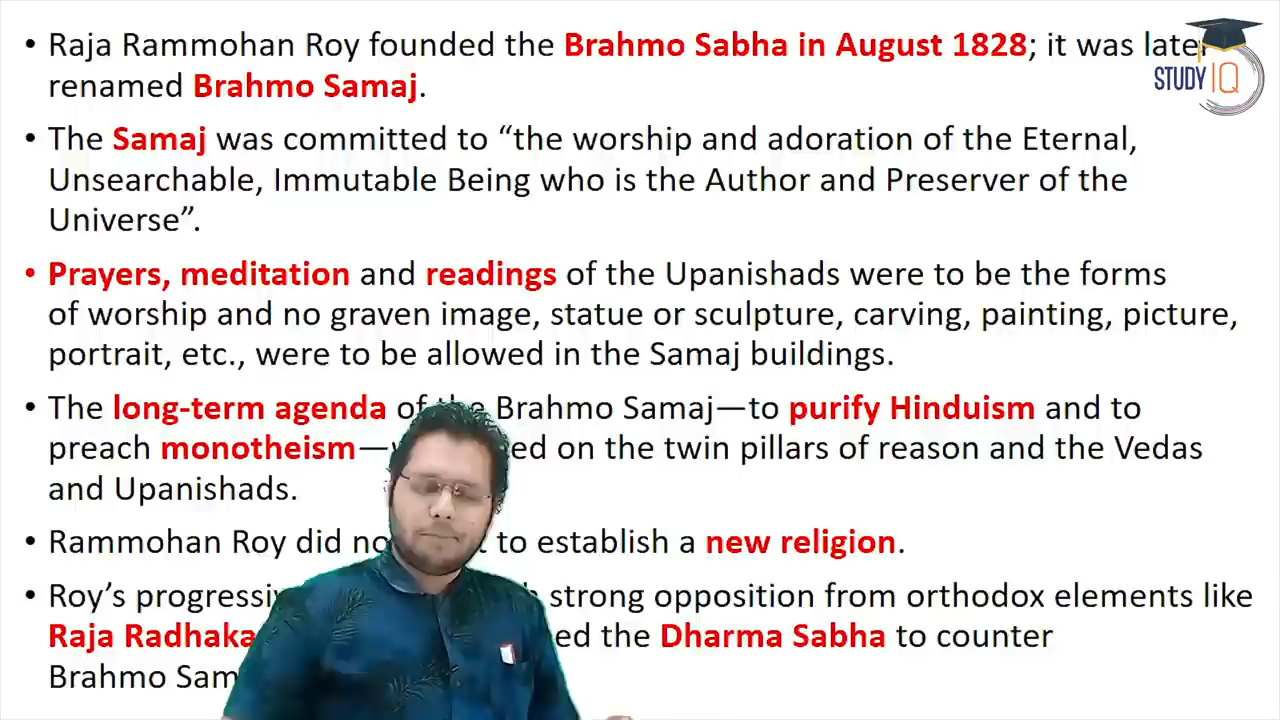 • Raja Rammohan Roy founded the Brahmo Sabha in August 1828; it was later
renamed Brahmo Samaj.
• The Samaj was committed to “the worship and adoration of the Eternal,
Unsearchable, Immutable Being who is the Author and Preserver of the
Universe”.
• Prayers, meditation and readings of the Upanishads were to be the forms
of worship and no graven image, statue or sculpture, carving, painting, picture,
portrait, etc., were to be allowed in the Samaj buildings.
• The long-term agenda of the Brahmo Samaj—to purify Hinduism and to
preach monotheism— on the twin pillars of reason and the Vedas
and Upanishads.
• Rammohan Roy did to establish a new religion.
• Roy’s strong opposition from orthodox elements like
Raja the Dharma Sabha to counter
Brahmo
STUDY IQ